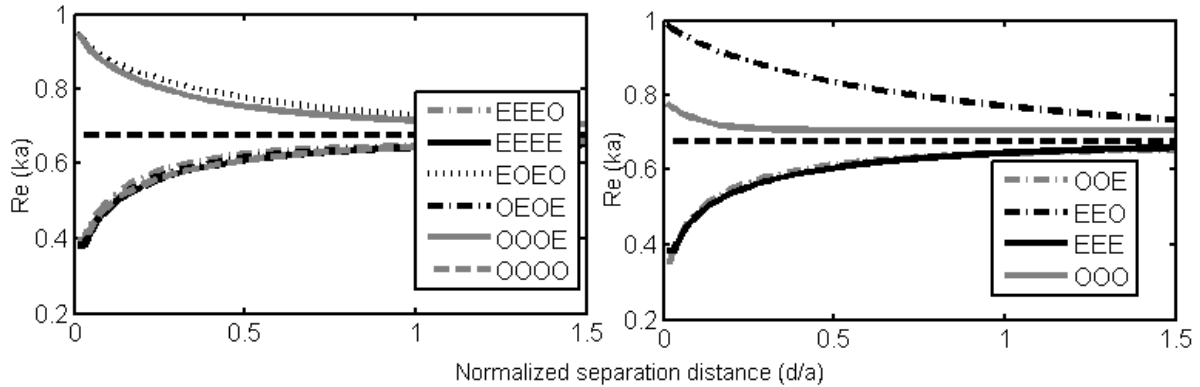 Re (ka)
1
0.8
0.6
0.4
0.2
0
0.5
1
1.5
EEEO
EEEE
EOEO
OEOE
OOOE
OOOO
Re (ka)
1
0.8
0.6
0.4
0.2
0
0.5
1
1.5
OOE
EEO
EEE
OOO
Normalized separation distance (d/a)